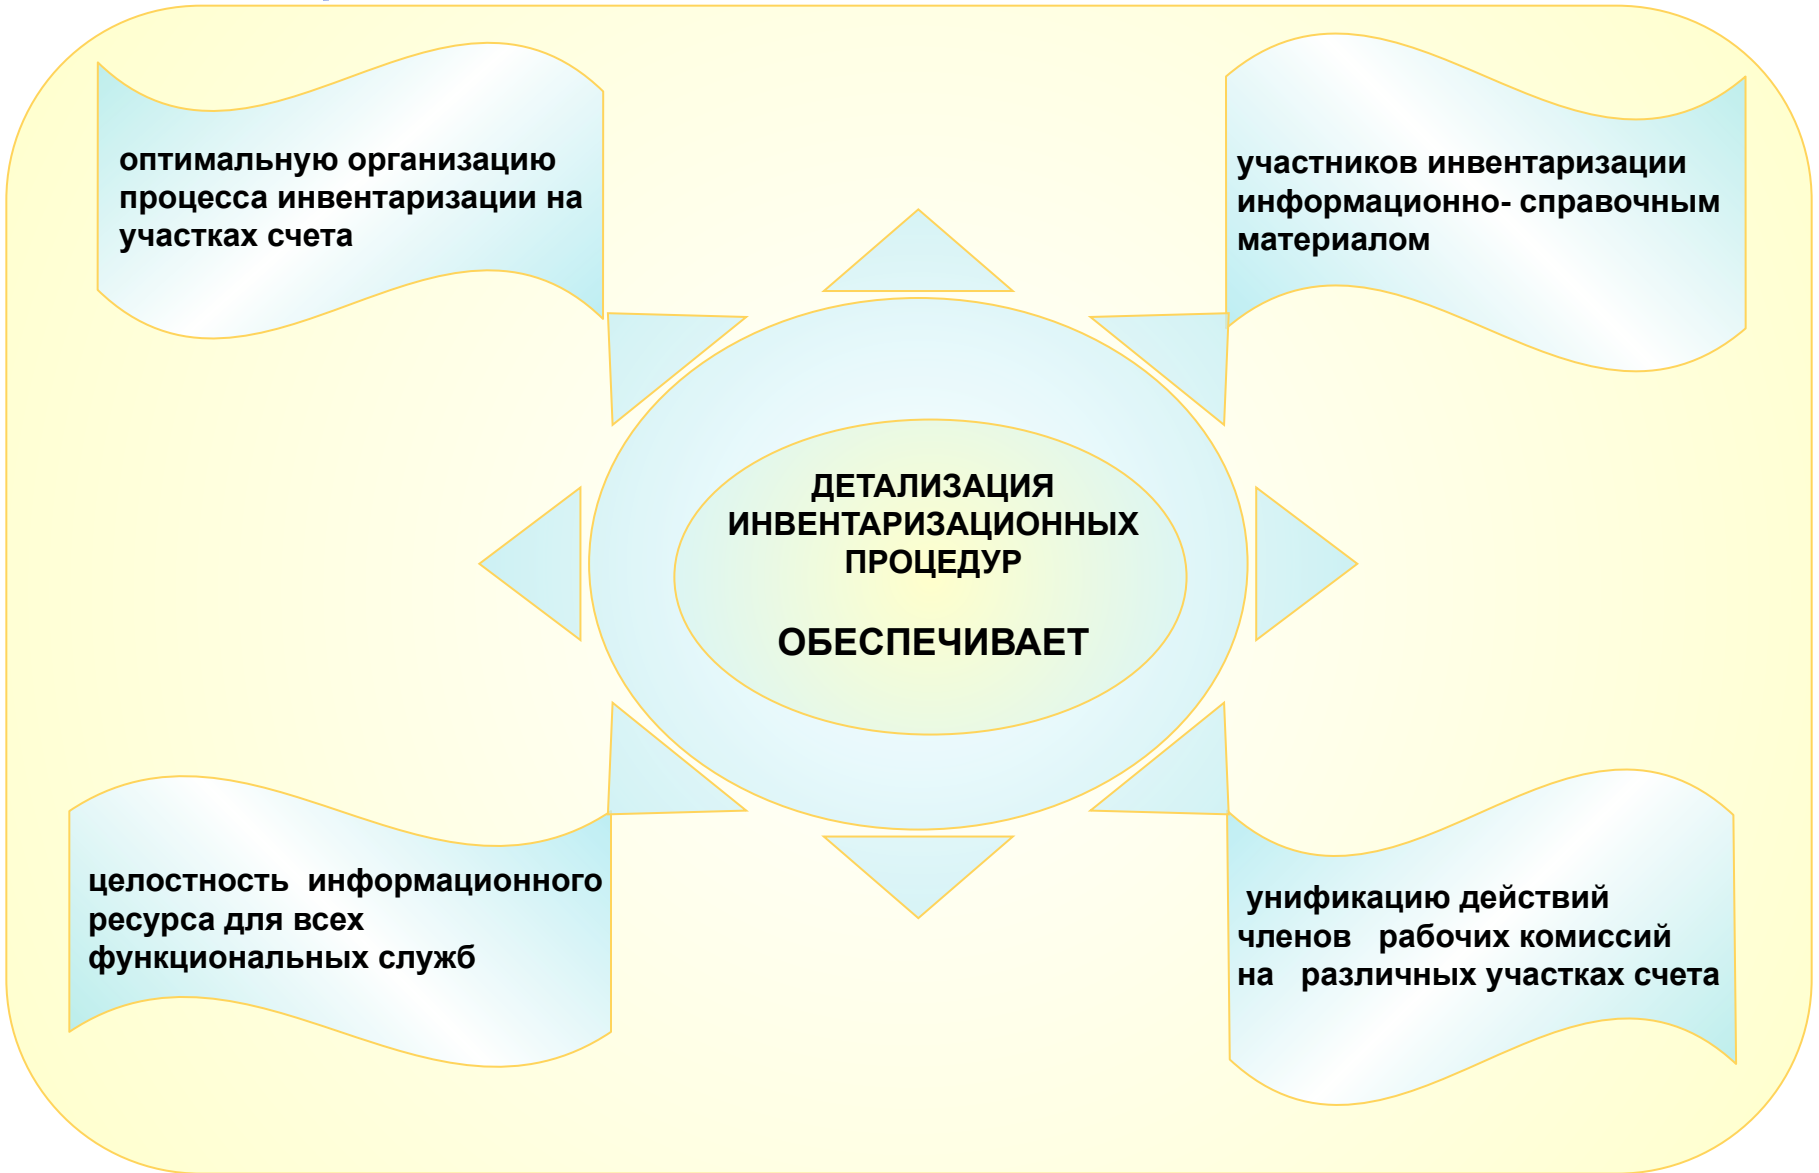 оптимальную организацию
процесса инвентаризации на
участках счета
участников инвентаризации
информационно- справочным
материалом
ДЕТАЛИЗАЦИЯ
ИНВЕНТАРИЗАЦИОННЫХ
ПРОЦЕДУР
ОБЕСПЕЧИВАЕТ
целостность информационного
ресурса для всех
функциональных служб
унификацию действий
членов рабочих комиссий
на различных участках счета